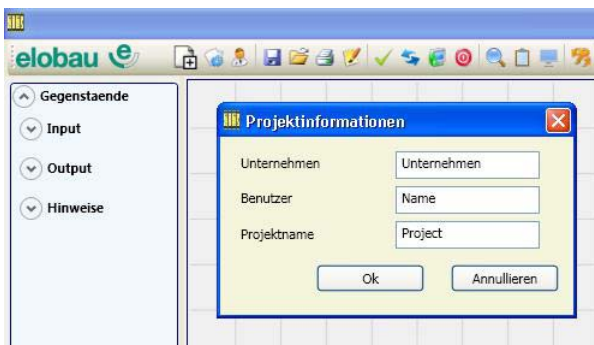 elobau e
Gegenstaende
Input
Output
Hinweise
Projektinformationen
Unternehmen Unternehmen
Benutzer Name
Projektname Project
Ok Annullieren